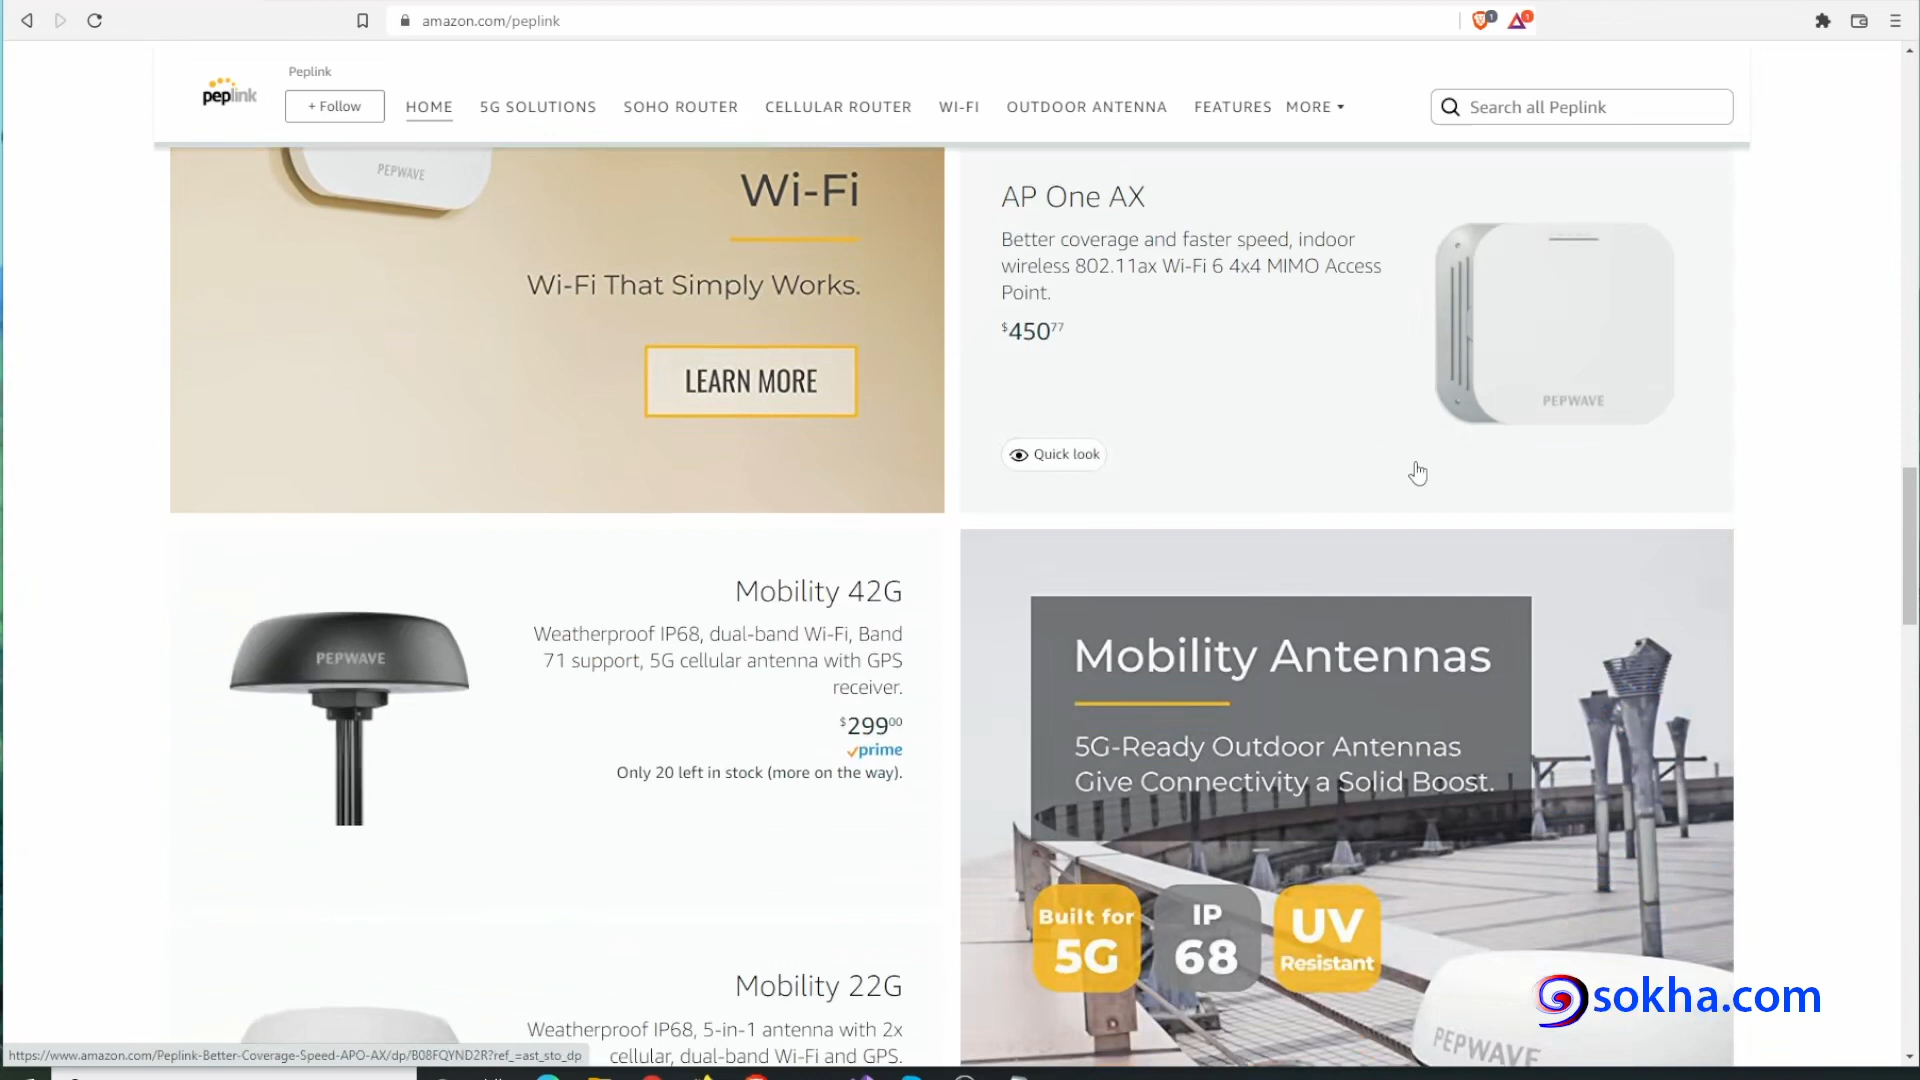 amazon.com/peplink
1
1
peplink
Peplink
+ Follow
HOME
5G SOLUTIONS
SOHO ROUTER
CELLULAR ROUTER
WI-FI
OUTDOOR ANTENNA
FEATURES
MORE
Search all Peplink
PEPWAVE
Wi-Fi
Wi-Fi That Simply Works.
LEARN MORE
AP One AX
Better coverage and faster speed, indoor
wireless 802.11ax Wi-Fi 6 4x4 MIMO Access
Point.
$45077
Quick look
PEPWAVE
Mobility 42G
Weatherproof IP68, dual-band Wi-Fi, Band
71 support, 5G cellular antenna with GPS
receiver.
$29900
prime
Only 20 left in stock (more on the way).
PEPWAVE
Mobility Antennas
5G-Ready Outdoor Antennas
Give Connectivity a Solid Boost.
Built for
5G
IP
68
UV
Resistant
PEPWAVE
Mobility 22G
Weatherproof IP68, 5-in-1 antenna with 2x
cellular, dual-band Wi-Fi and GPS.
sokha.com
https://www.amazon.com/Peplink-Better-Coverage-Speed-APO-AX/dp/B08FQYND2R?ref_=ast_sto_dp